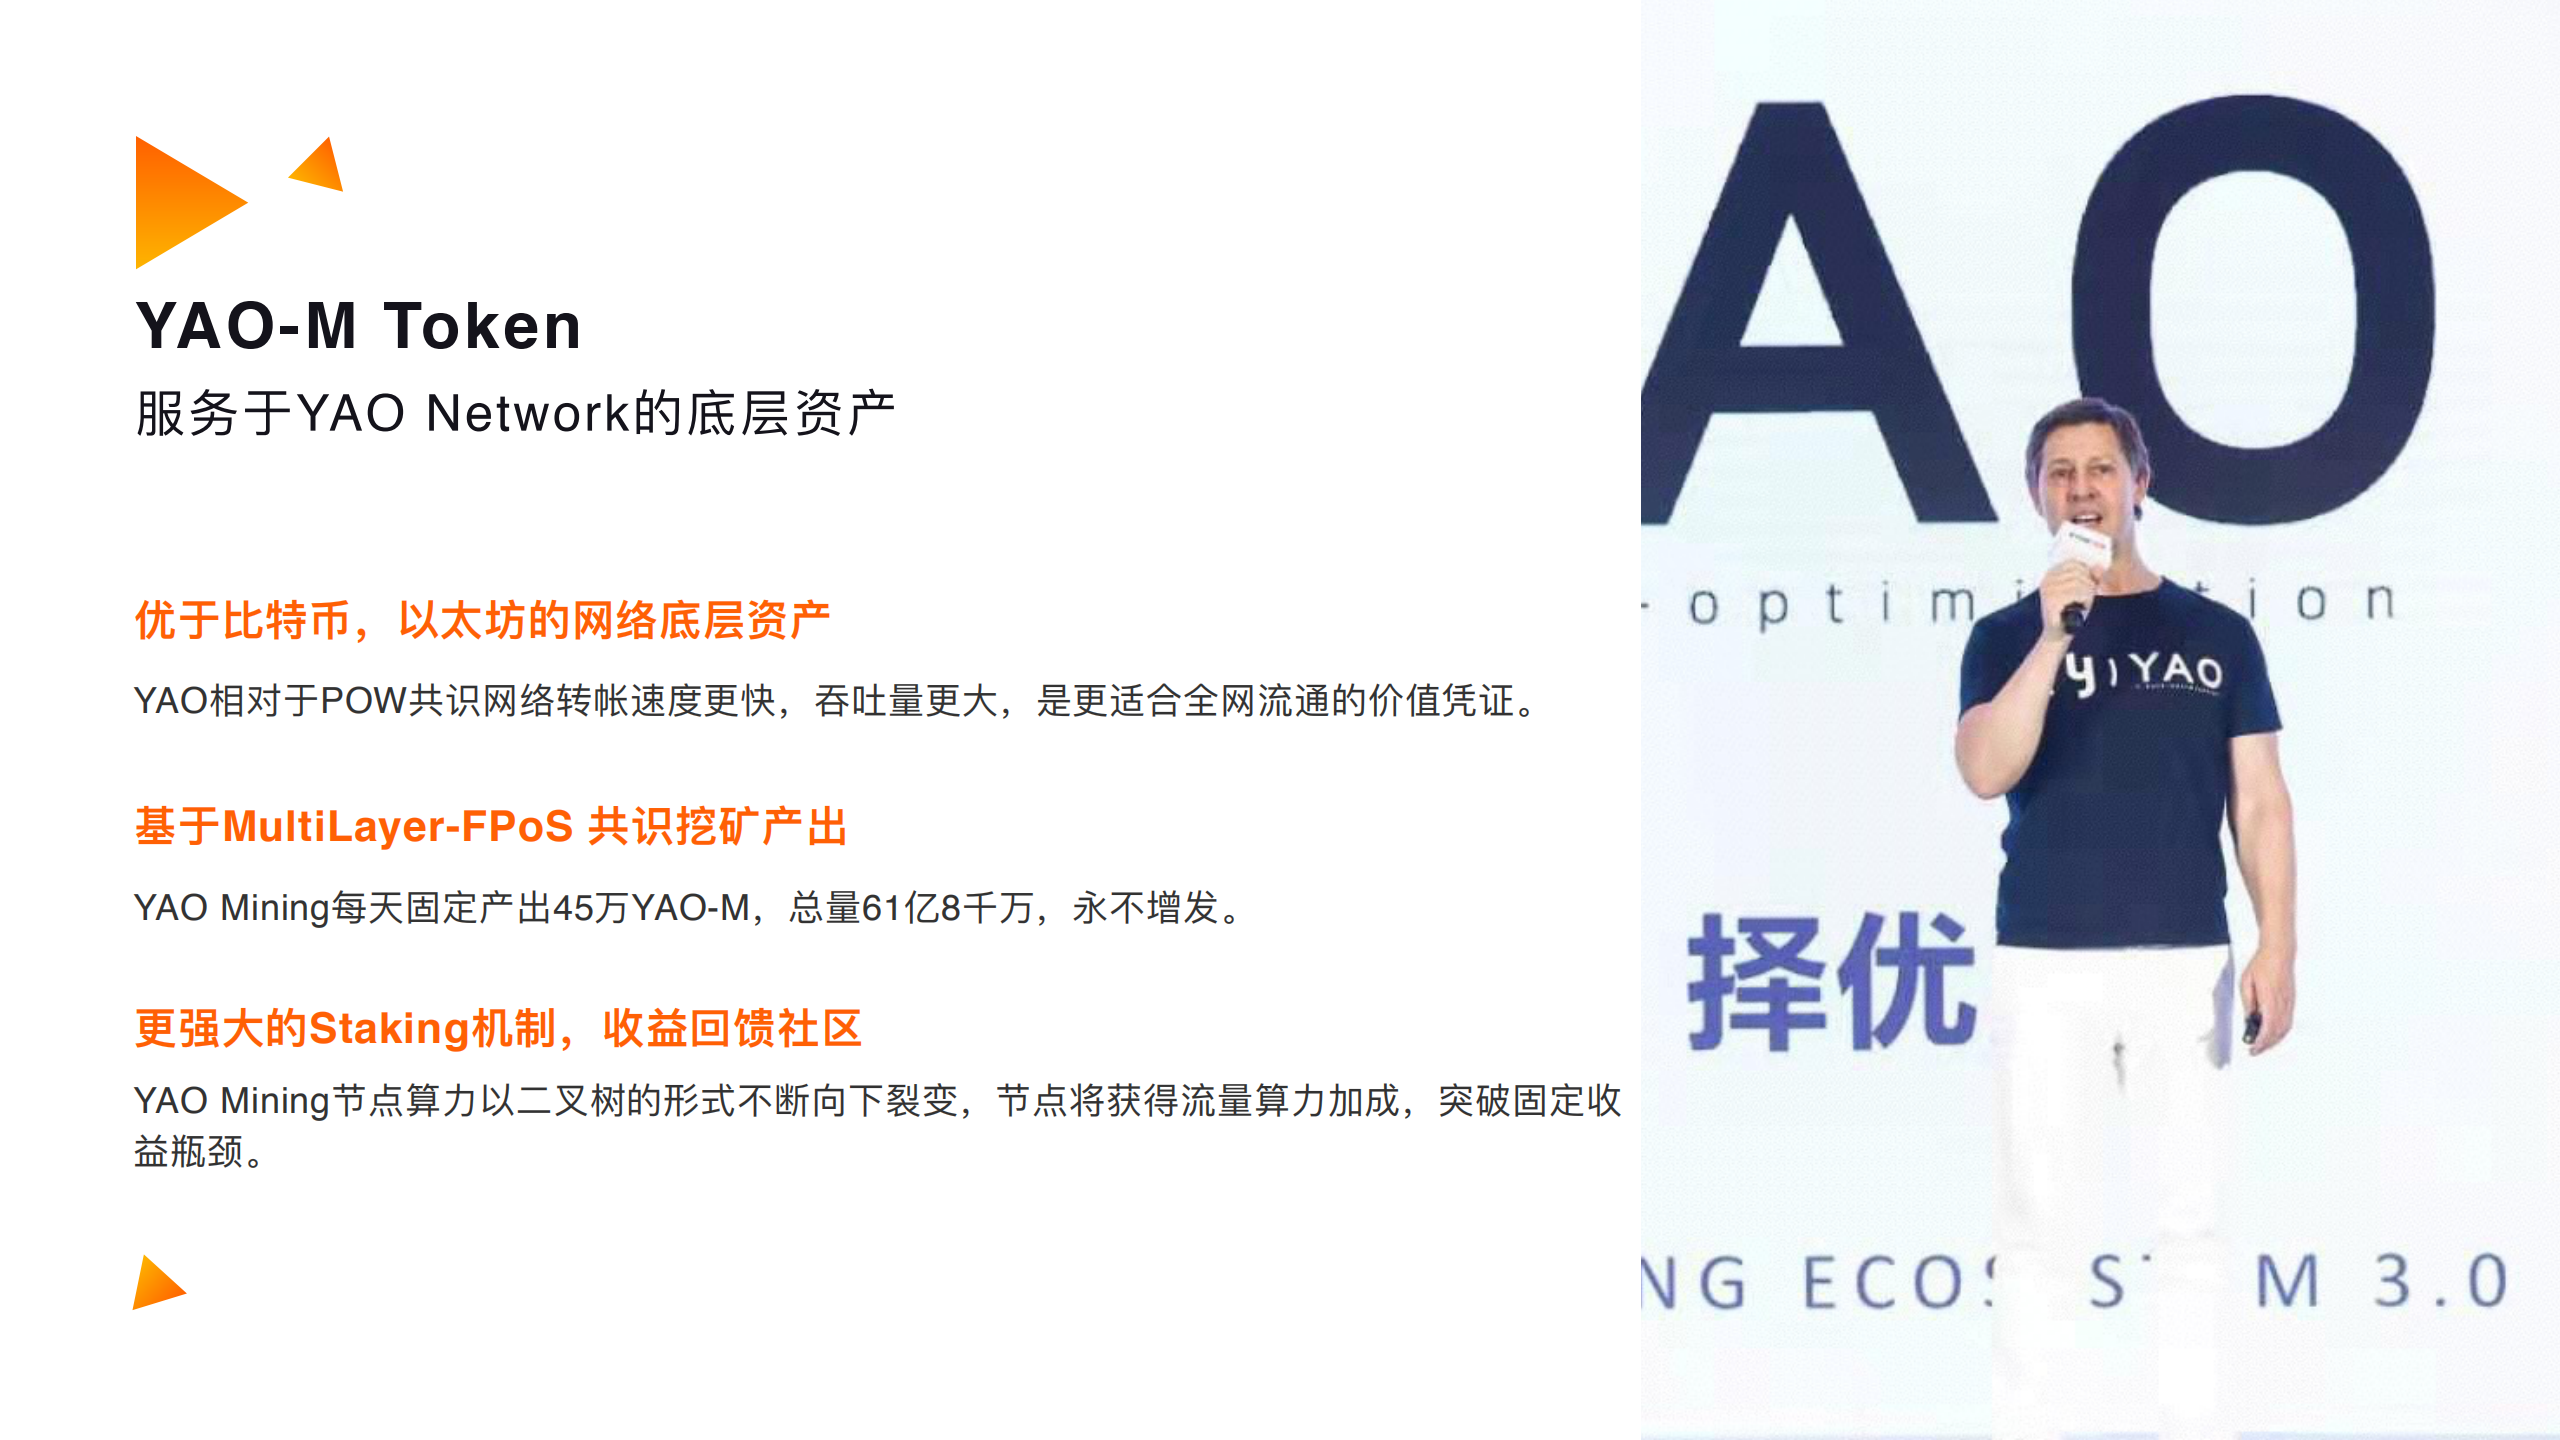 YAO-M Token
服务于YAO Network的底层资产
优于比特币，以太坊的网络底层资产
YAO相对于POW共识网络转帐速度更快，吞吐量更大，是更适合全网流通的价值凭证。
基于MultiLayer-FPoS 共识挖矿产出
YAO Mining每天固定产出45万YAO-M，总量61亿8千万，永不增发。
更强大的Staking机制，收益回馈社区
YAO Mining节点算力以二叉树的形式不断向下裂变，节点将获得流量算力加成，突破固定收
益瓶颈。
AO
y YAO
择优
NG ECOS ST M 3.0